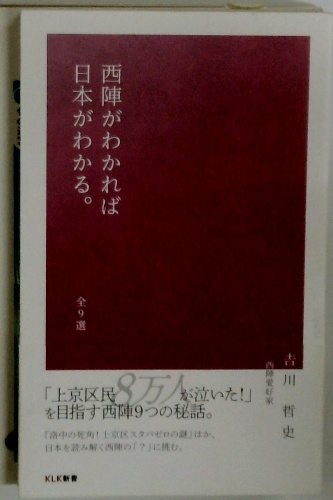 西陣がわかれば
日本がわかる。
全9選
吉川哲史
西陣愛好家
「上京区民8万人が泣いた!」
を目指す西陣9つの秘話。
『洛中の死角!上京区スタバゼロの謎』ほか、
日本を読み解く西陣の「?」に挑む。
KLK新書